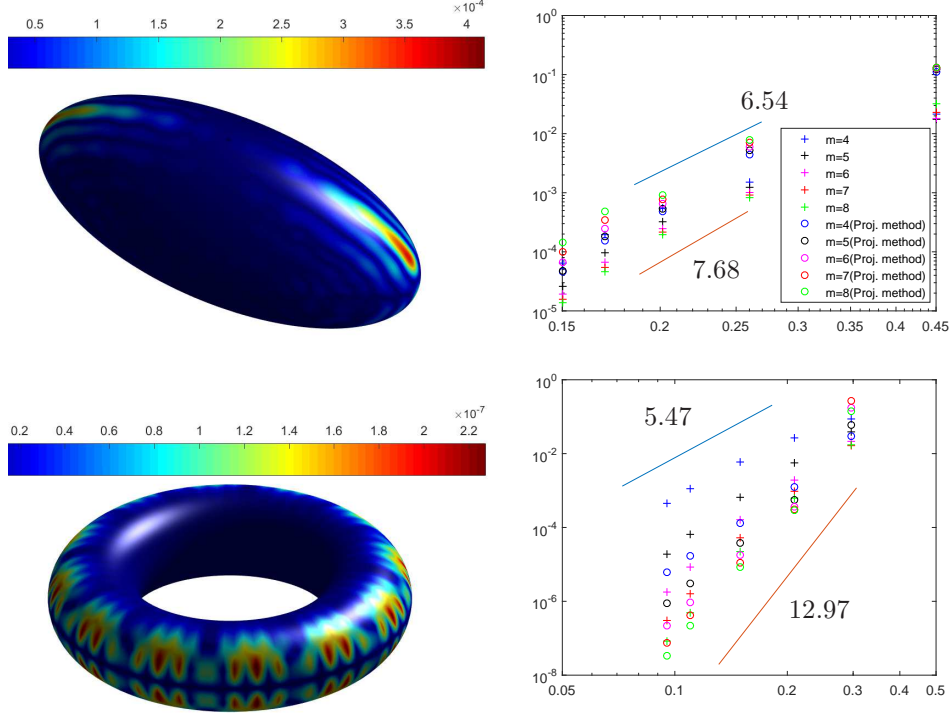 ×10^-4
0.5 1 1.5 2 2.5 3 3.5 4
10^0
10^-1
10^-2
10^-3
10^-4
10^-5
6.54
7.68
m=4
m=5
m=6
m=7
m=8
m=4(Proj. method)
m=5(Proj. method)
m=6(Proj. method)
m=7(Proj. method)
m=8(Proj. method)
0.15 0.2 0.25 0.3 0.35 0.4 0.45
×10^-7
0.2 0.4 0.6 0.8 1 1.2 1.4 1.6 1.8 2 2.2
10^0
10^-2
10^-4
10^-6
10^-8
5.47
12.97
0.05 0.1 0.2 0.3 0.4 0.5